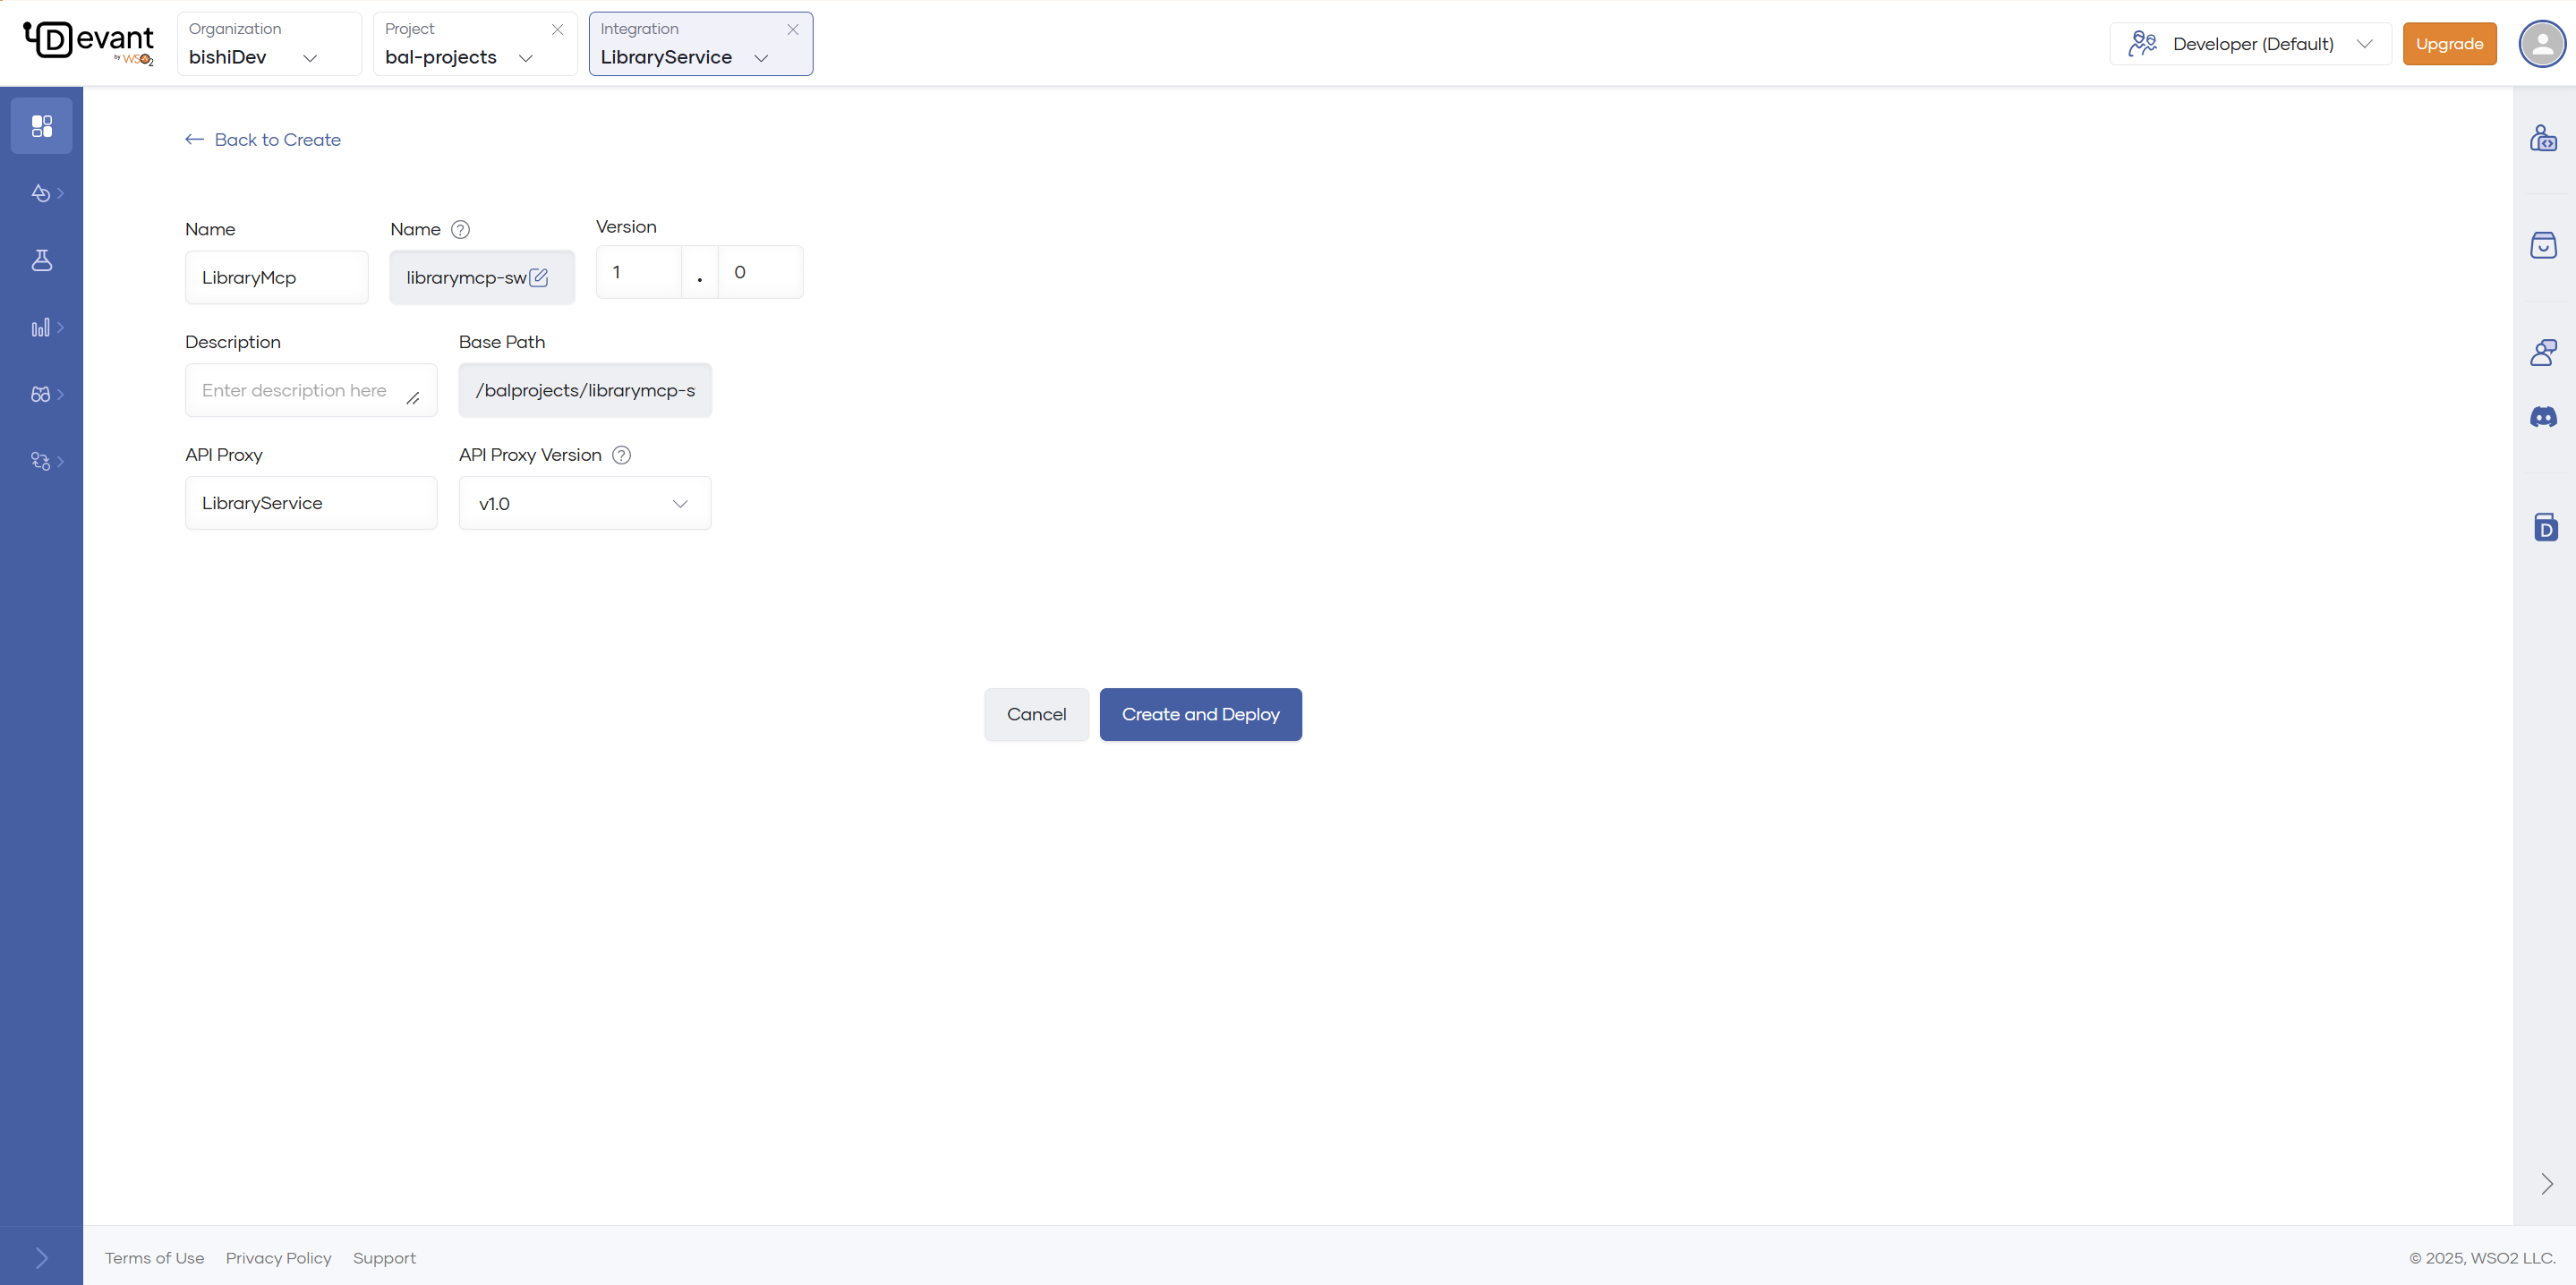 Devant
by WSO2
Organization
bishiDev
Project
bal-projects
Integration
LibraryService
Developer (Default)
Upgrade
Back to Create
Name
LibraryMcp
Name
librarymcp-sw
Version
1 . 0
Description
Enter description here
Base Path
/balprojects/librarymcp-s
API Proxy
LibraryService
API Proxy Version
v1.0
Cancel
Create and Deploy
D
Terms of Use Privacy Policy Support
© 2025, WSO2 LLC.